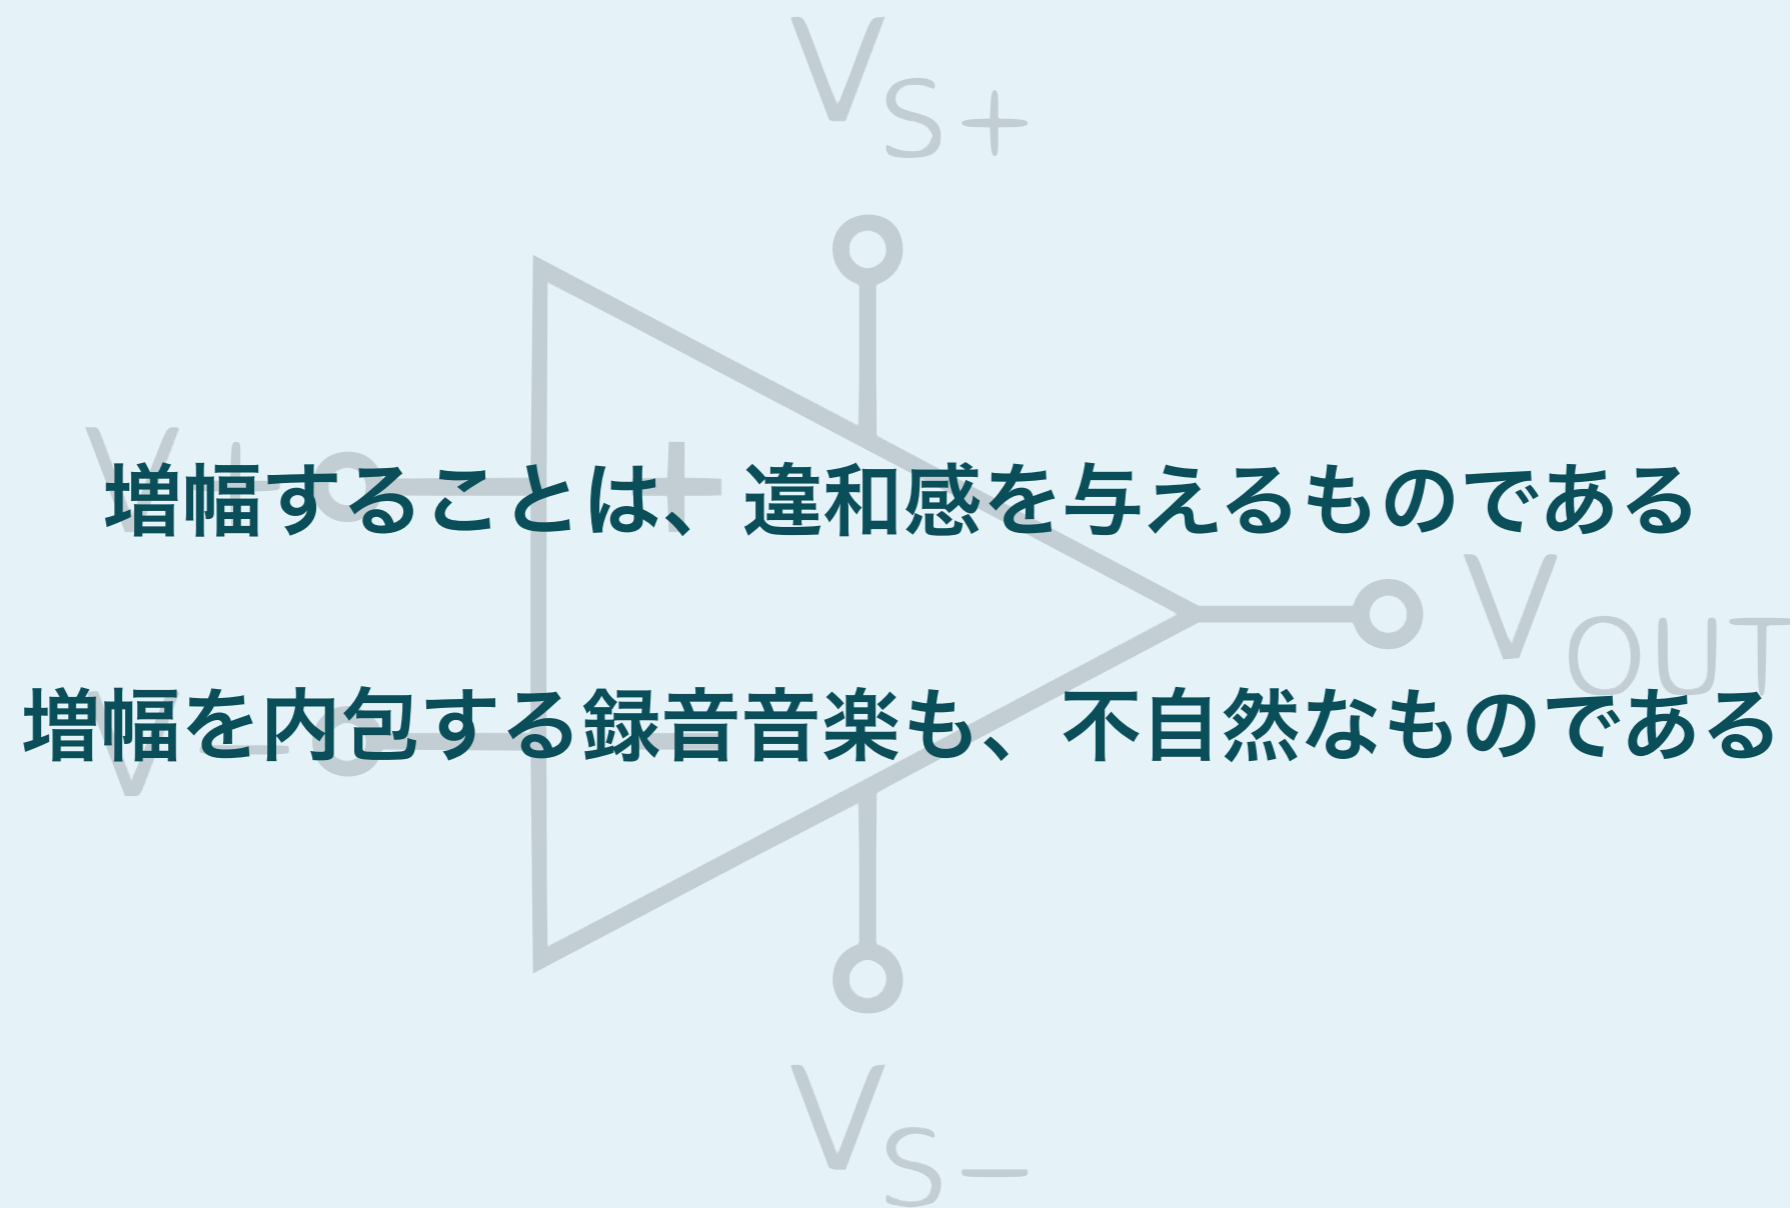 VS+
V+
+
増幅することは、違和感を与えるものである
VOUT
V−
−
増幅を内包する録音音楽も、不自然なものである
VS−